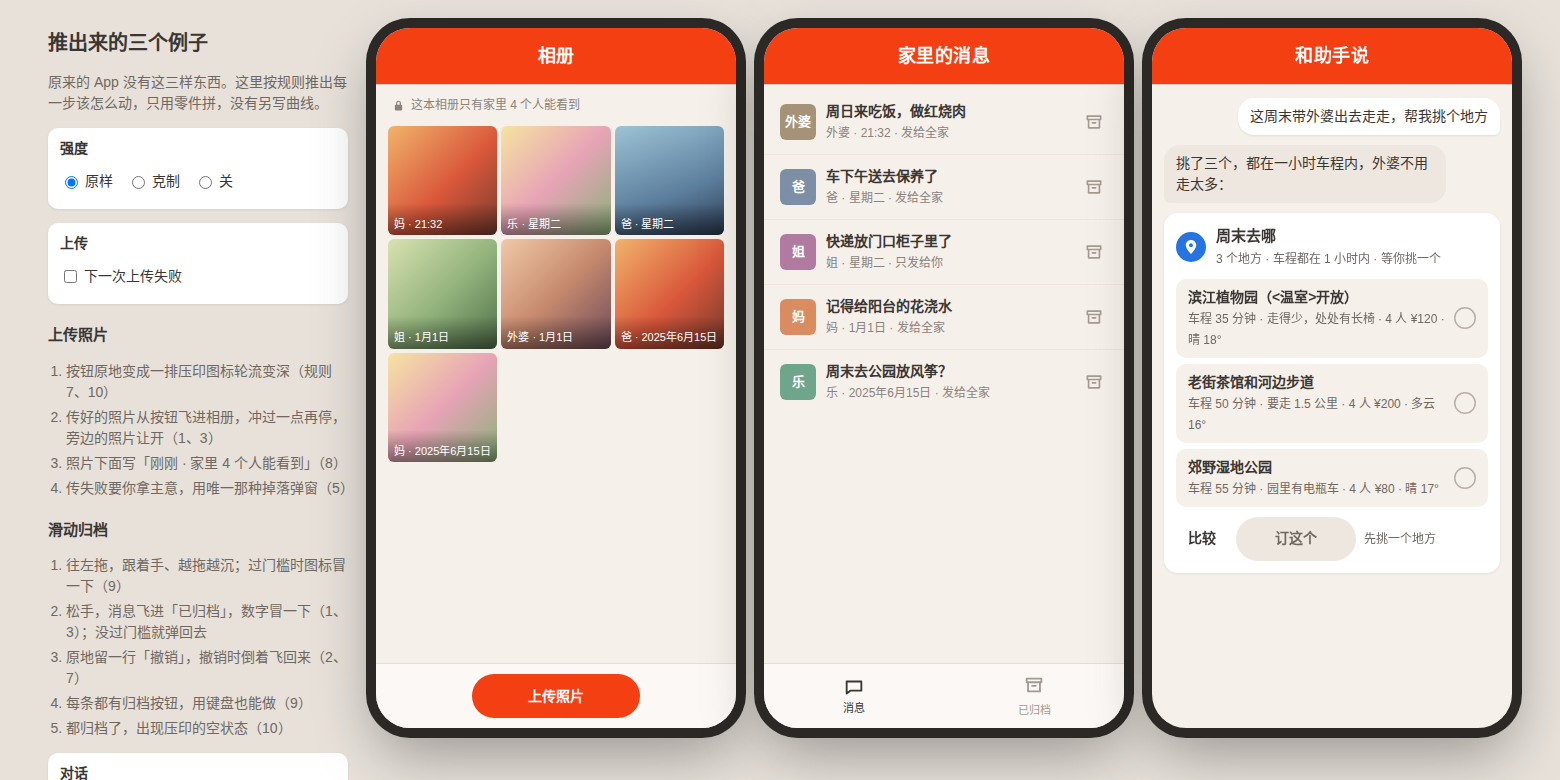 推出来的三个例子
原来的 App 没有这三样东西。这里按规则推出每
一步该怎么动，只用零件拼，没有另写曲线。
强度
原样
克制
关
上传
下一次上传失败
上传照片
1. 按钮原地变成一排压印图标轮流变深（规则
7、10）
2. 传好的照片从按钮飞进相册，冲过一点再停，
旁边的照片让开（1、3）
3. 照片下面写「刚刚 · 家里 4 个人能看到」（8）
4. 传失败要你拿主意，用唯一那种掉落弹窗（5）
滑动归档
1. 往左拖，跟着手、越拖越沉；过门槛时图标冒
一下（9）
2. 松手，消息飞进「已归档」，数字冒一下（1、
3）；没过门槛就弹回去
3. 原地留一行「撤销」，撤销时倒着飞回来（2、
7）
4. 每条都有归档按钮，用键盘也能做（9）
5. 都归档了，出现压印的空状态（10）
对话
相册
这本相册只有家里 4 个人能看到
妈 · 21:32
乐 · 星期二
爸 · 星期二
姐 · 1月1日
外婆 · 1月1日
爸 · 2025年6月15日
妈 · 2025年6月15日
上传照片
家里的消息
外婆
周日来吃饭，做红烧肉
外婆 · 21:32 · 发给全家
爸
车下午送去保养了
爸 · 星期二 · 发给全家
姐
快递放门口柜子里了
姐 · 星期二 · 只发给你
妈
记得给阳台的花浇水
妈 · 1月1日 · 发给全家
乐
周末去公园放风筝？
乐 · 2025年6月15日 · 发给全家
消息
已归档
和助手说
这周末带外婆出去走走，帮我挑个地方
挑了三个，都在一小时车程内，外婆不用
走太多：
周末去哪
3 个地方 · 车程都在 1 小时内 · 等你挑一个
滨江植物园（<温室>开放）
车程 35 分钟 · 走得少，处处有长椅 · 4 人 ¥120 ·
晴 18°
老街茶馆和河边步道
车程 50 分钟 · 要走 1.5 公里 · 4 人 ¥200 · 多云
16°
郊野湿地公园
车程 55 分钟 · 园里有电瓶车 · 4 人 ¥80 · 晴 17°
比较
订这个
先挑一个地方